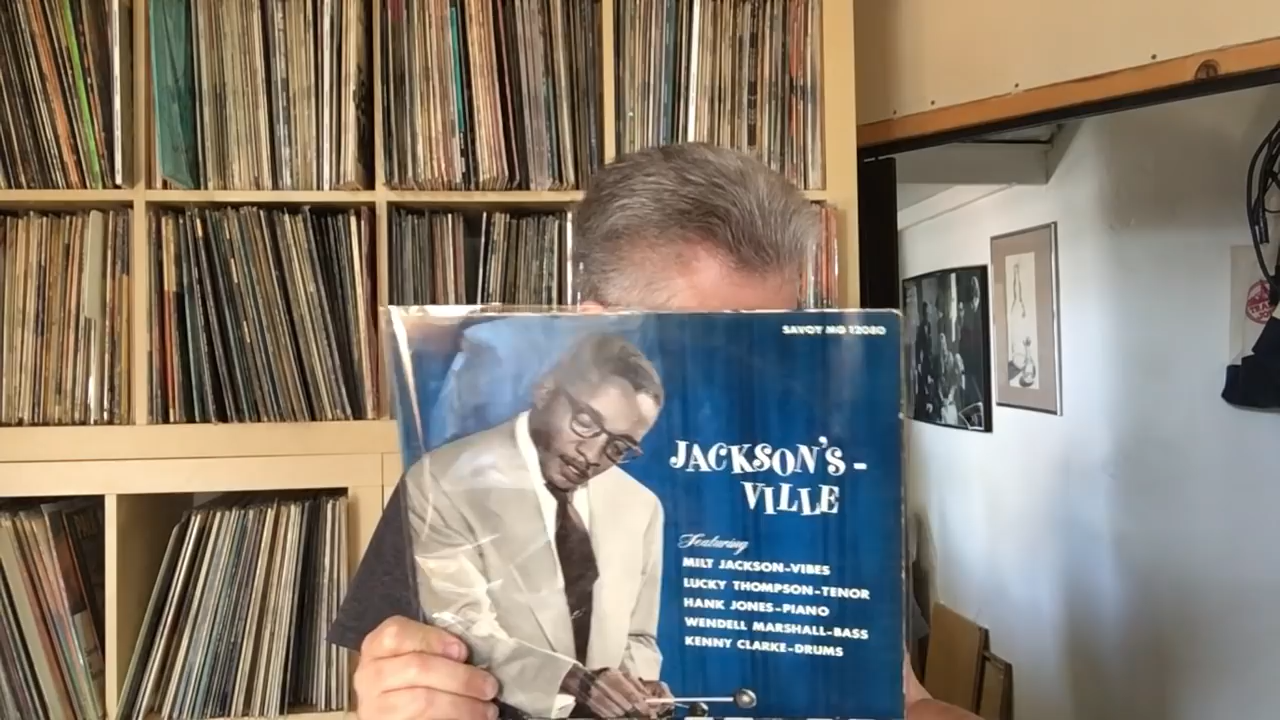 SAVOY MG 12080
JACKSON'S-
VILLE
Featuring
MILT JACKSON-VIBES
LUCKY THOMPSON-TENOR
HANK JONES-PIANO
WENDELL MARSHALL-BASS
KENNY CLARKE-DRUMS